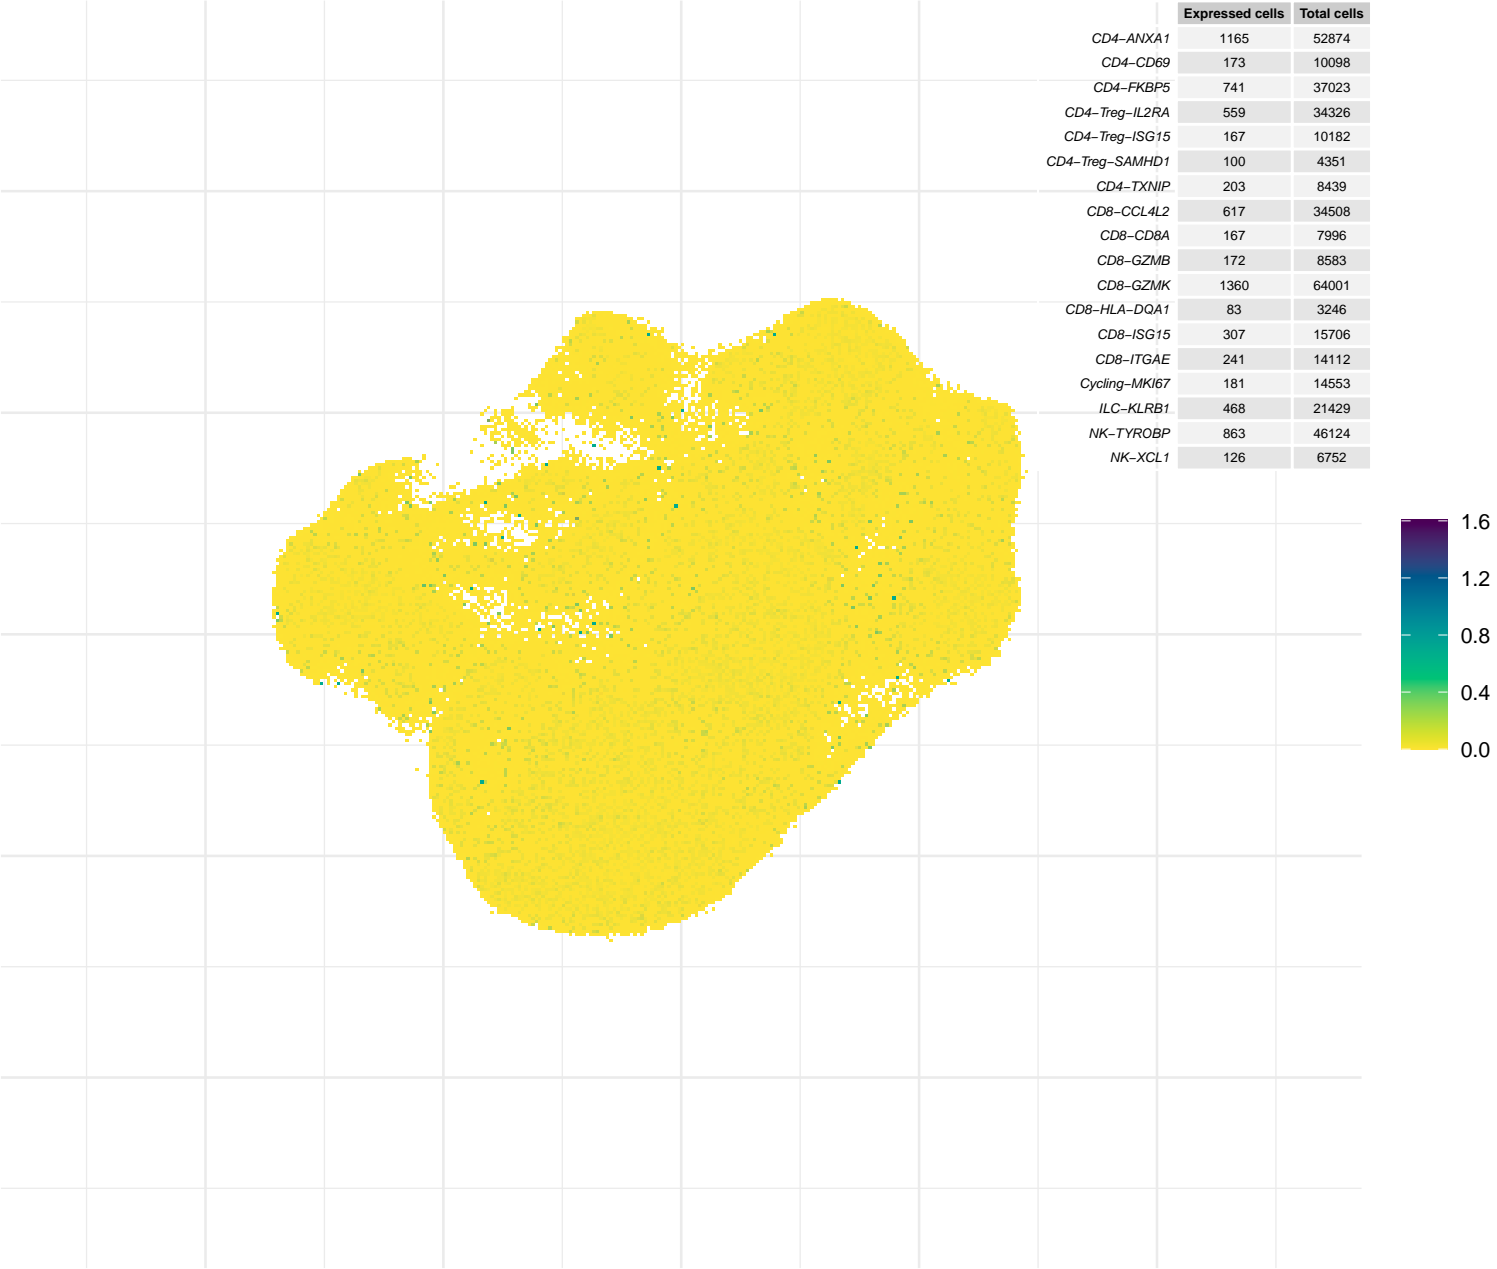 Expressed cells Total cells
CD4−ANXA1 1165 52874
CD4−CD69 173 10098
CD4−FKBP5 741 37023
CD4−Treg−IL2RA 559 34326
CD4−Treg−ISG15 167 10182
CD4−Treg−SAMHD1 100 4351
CD4−TXNIP 203 8439
CD8−CCL4L2 617 34508
CD8−CD8A 167 7996
CD8−GZMB 172 8583
CD8−GZMK 1360 64001
CD8−HLA−DQA1 83 3246
CD8−ISG15 307 15706
CD8−ITGAE 241 14112
Cycling−MKI67 181 14553
ILC−KLRB1 468 21429
NK−TYROBP 863 46124
NK−XCL1 126 6752
1.6
1.2
0.8
0.4
0.0